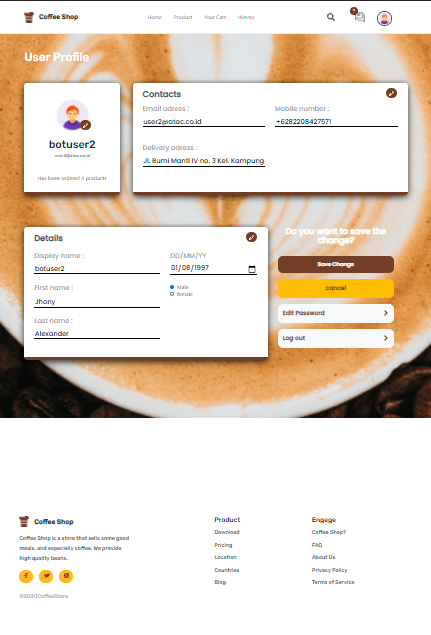 Coffee Shop
Home Product Your Cart History
User Profile
botuser2
user2@atac.co.id
Has been ordered 11 products
Contacts
Email adress : Mobile number :
user2@atac.co.id +6282208427571
Delivery adress :
Jl. Bumi Manti IV no. 3 Kel. Kampung
Details
Display name : DD/MM/YY
botuser2 01/08/1997
First name : Male
Female
Jhony
Last name :
Alexander
Do you want to save the
change?
Save Change
cancel
Edit Password
Log out
Coffee Shop
Coffee Shop is a store that sells some good
meals, and especially coffee. We provide
high quality beans.
©2020CoffeeStore
Product
Download
Pricing
Location
Countries
Blog
Engage
Coffee Shop?
FAQ
About Us
Privacy Policy
Terms of Service